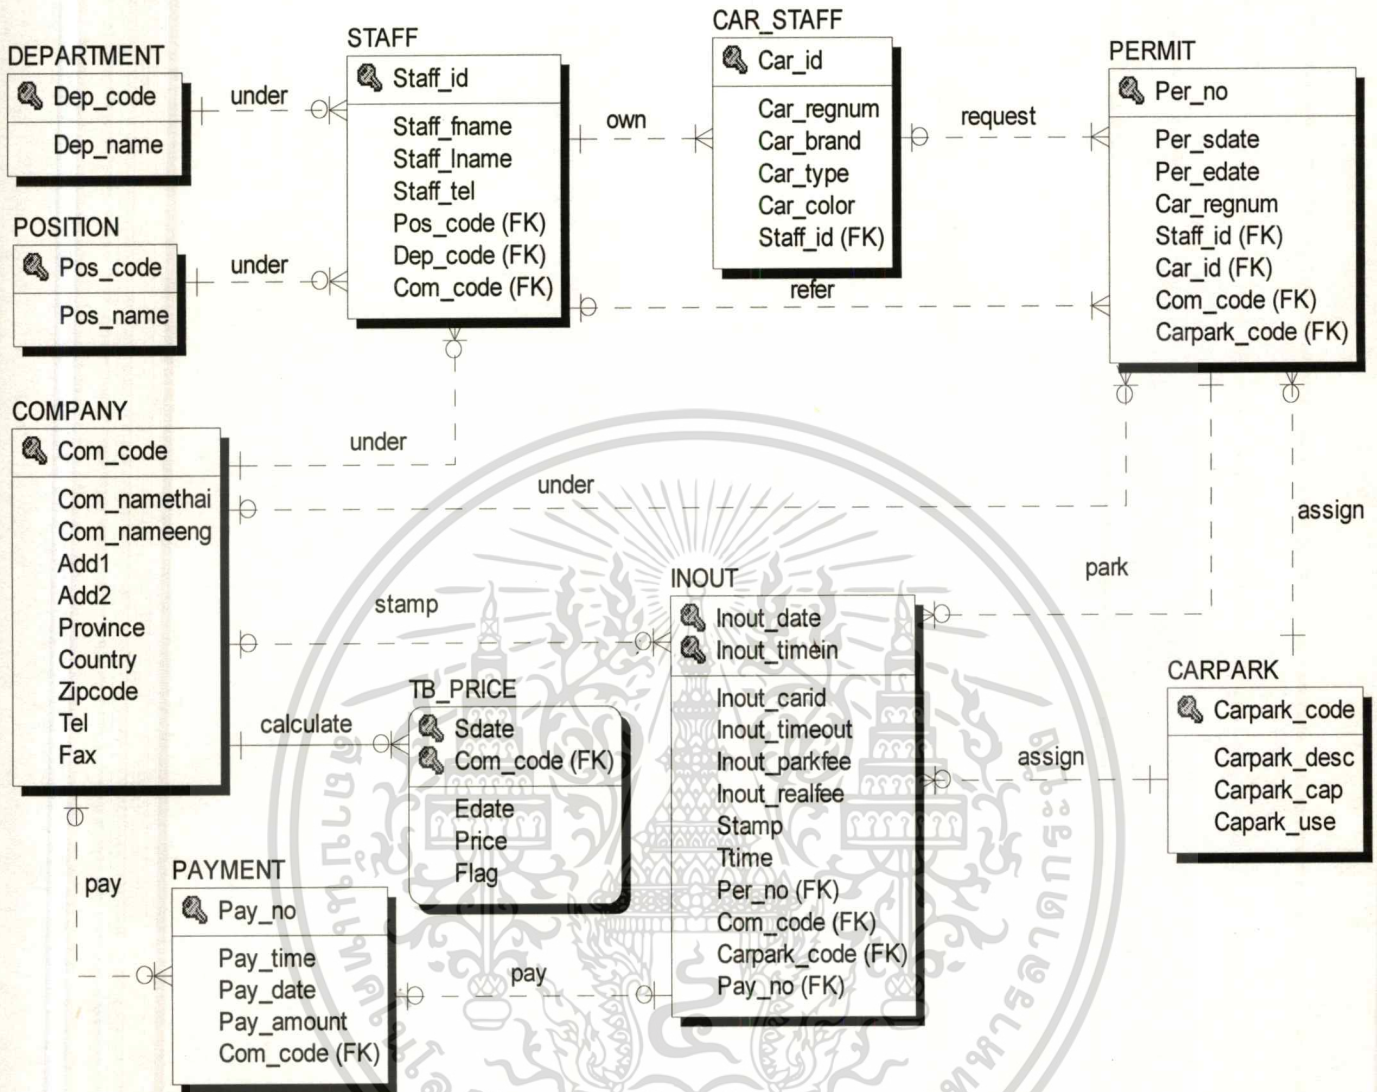 DEPARTMENT
Dep_code
Dep_name
under
STAFF
Staff_id
Staff_fname
Staff_lname
Staff_tel
Pos_code (FK)
Dep_code (FK)
Com_code (FK)
own
CAR_STAFF
Car_id
Car_regnum
Car_brand
Car_type
Car_color
Staff_id (FK)
request
PERMIT
Per_no
Per_sdate
Per_edate
Car_regnum
Staff_id (FK)
Car_id (FK)
Com_code (FK)
Carpark_code (FK)
POSITION
Pos_code
Pos_name
under
refer
COMPANY
Com_code
Com_namethai
Com_nameeng
Add1
Add2
Province
Country
Zipcode
Tel
Fax
under
under
stamp
calculate
TB_PRICE
Sdate
Com_code (FK)
Edate
Price
Flag
INOUT
Inout_date
Inout_timein
Inout_carid
Inout_timeout
Inout_parkfee
Inout_realfee
Stamp
Ttime
Per_no (FK)
Com_code (FK)
Carpark_code (FK)
Pay_no (FK)
park
assign
assign
CARPARK
Carpark_code
Carpark_desc
Carpark_cap
Capark_use
pay
PAYMENT
Pay_no
Pay_time
Pay_date
Pay_amount
Com_code (FK)
pay